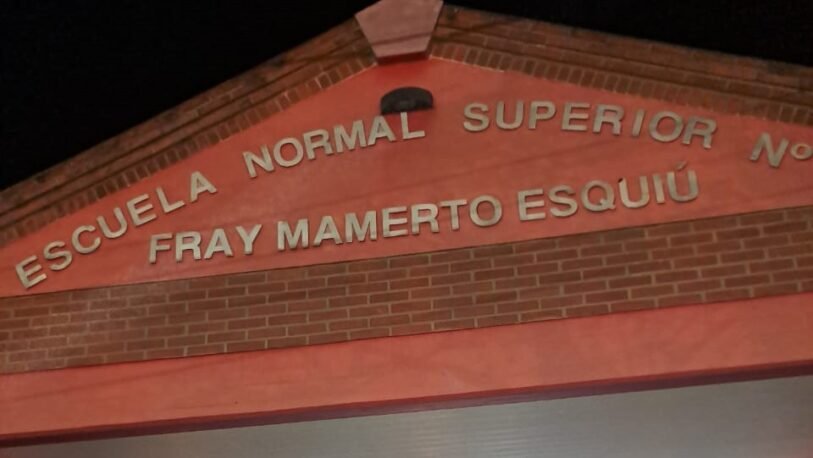 ESCUELA NORMAL SUPERIOR Nº
FRAY MAMERTO ESQUIÚ